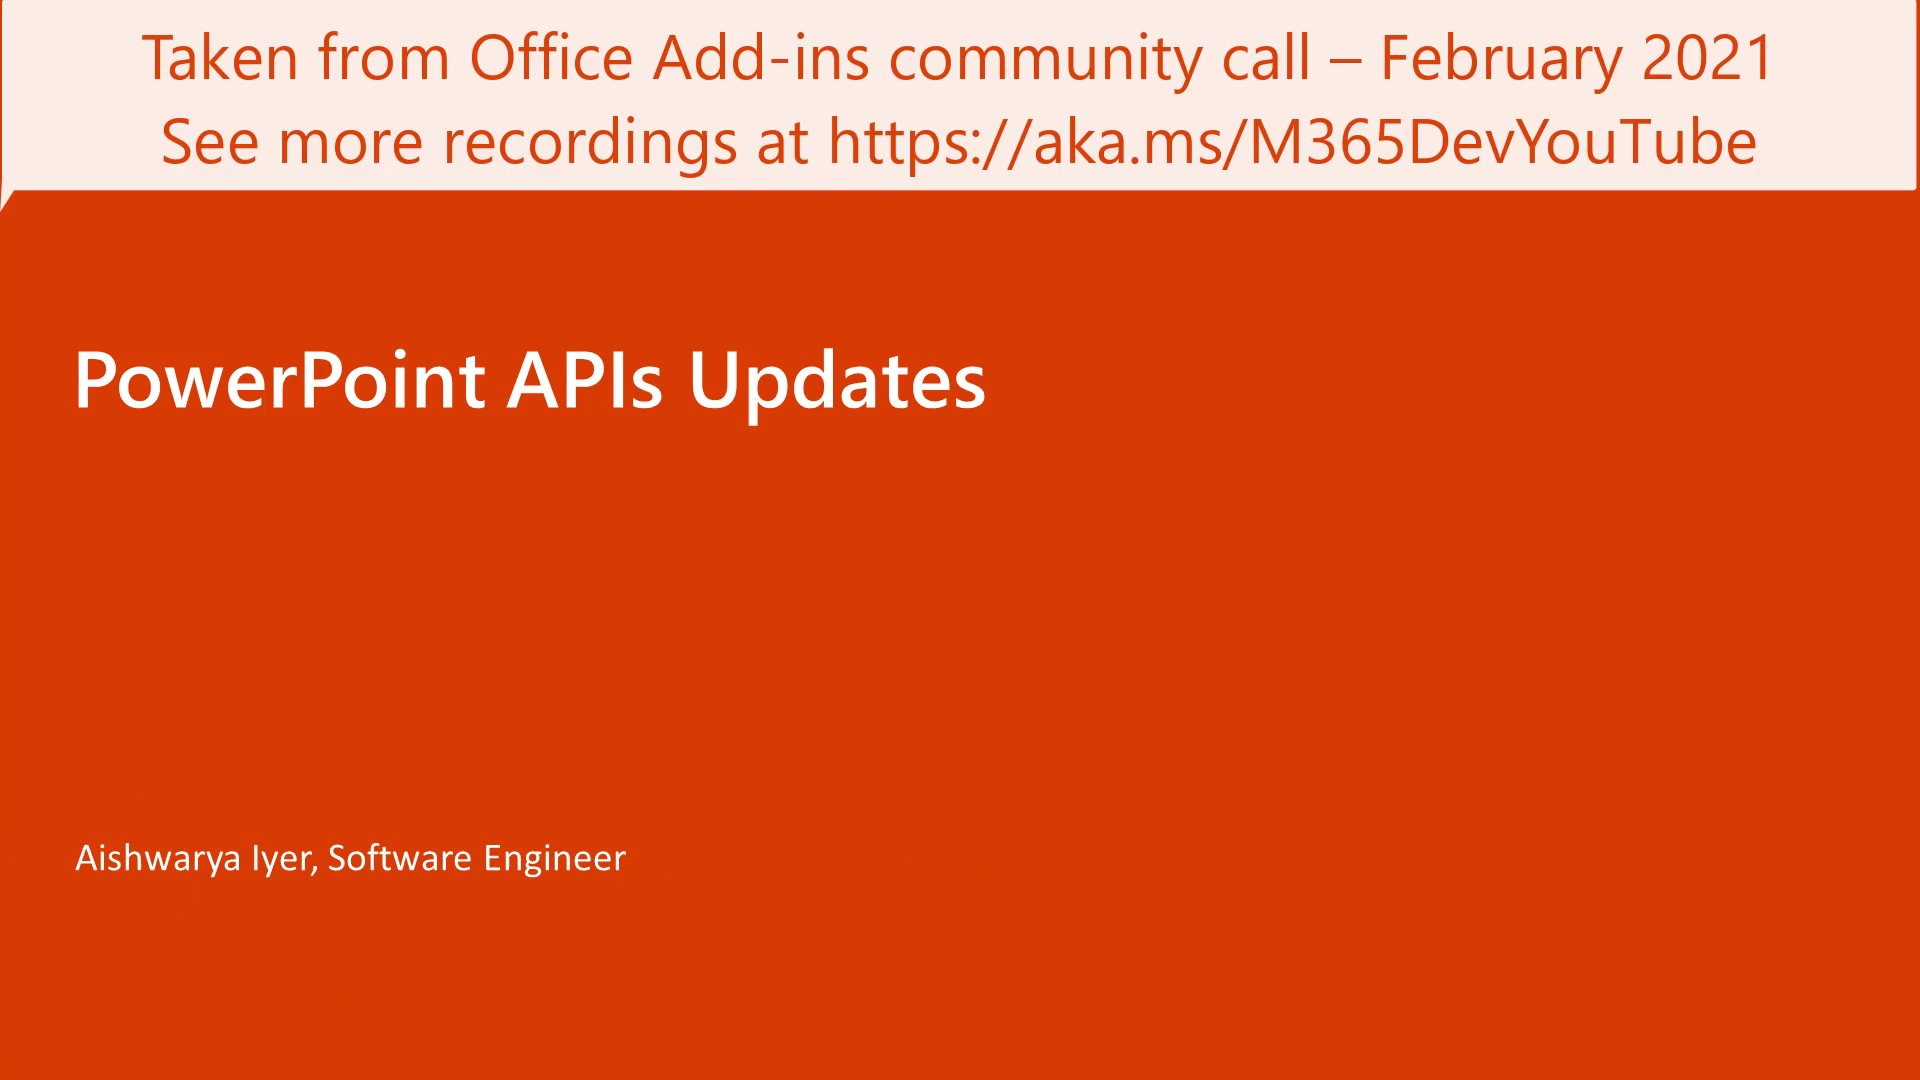 Taken from Office Add-ins community call – February 2021
See more recordings at https://aka.ms/M365DevYouTube
PowerPoint APIs Updates
Aishwarya Iyer, Software Engineer